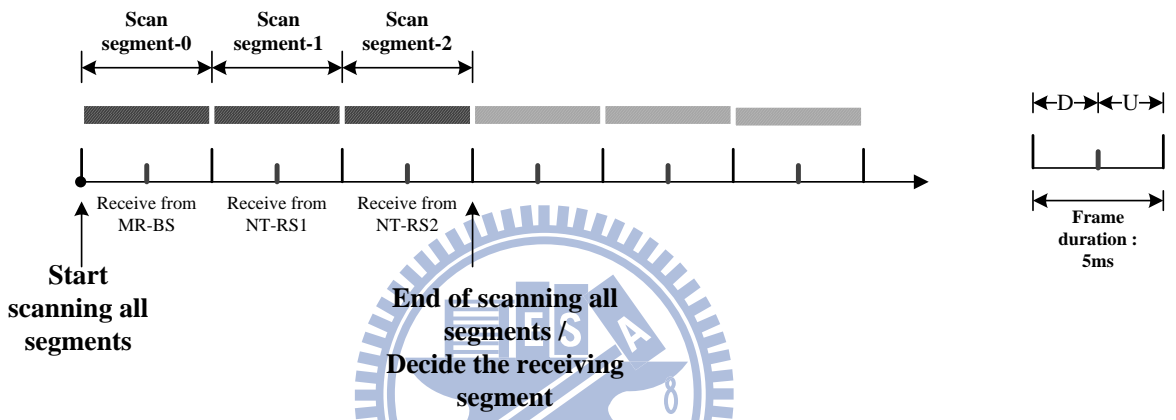 Scan
segment-0
Scan
segment-1
Scan
segment-2
D
U
Receive from
MR-BS
Receive from
NT-RS1
Receive from
NT-RS2
Frame
duration :
5ms
Start
scanning all
segments
End of scanning all
segments /
Decide the receiving
segment
E S A
8